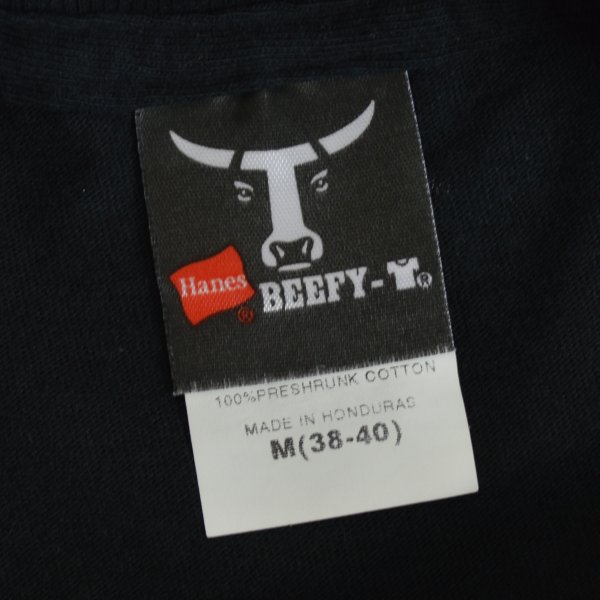 Hanes®
BEEFY-®
100%PRESHRUNK COTTON
MADE IN HONDURAS
M(38-40)